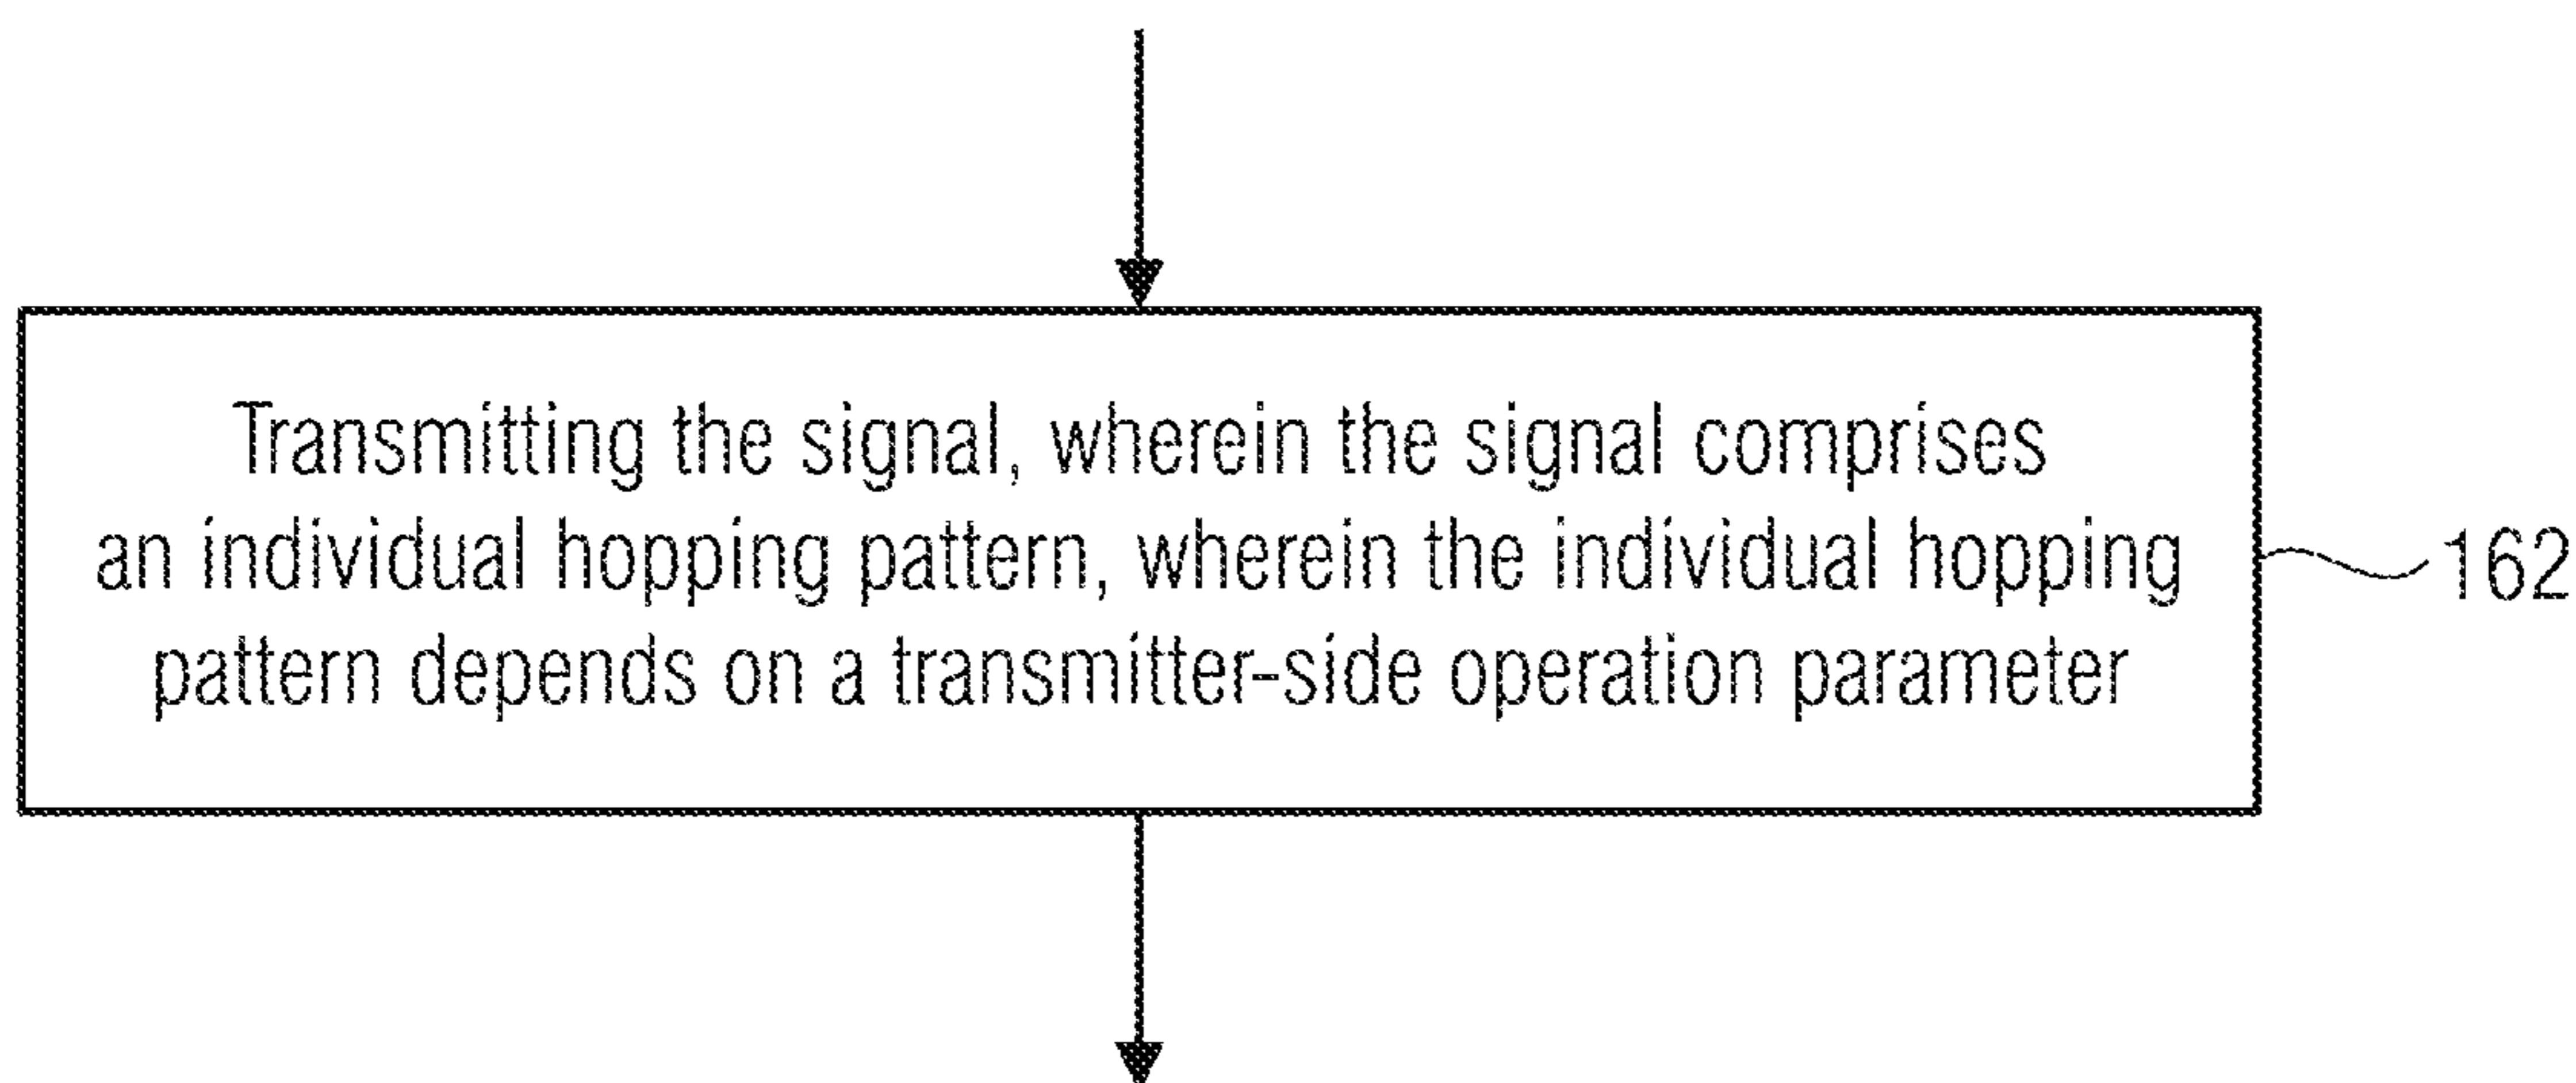 Transmitting the signal, wherein the signal comprises
an individual hopping pattern, wherein the individual hopping
pattern depends on a transmitter-side operation parameter
162